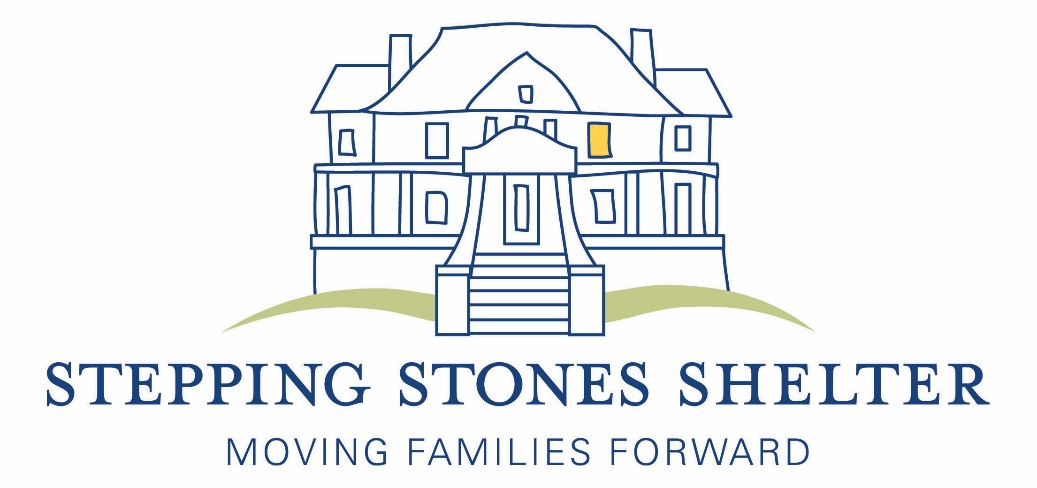 STEPPING STONES SHELTER
MOVING FAMILIES FORWARD